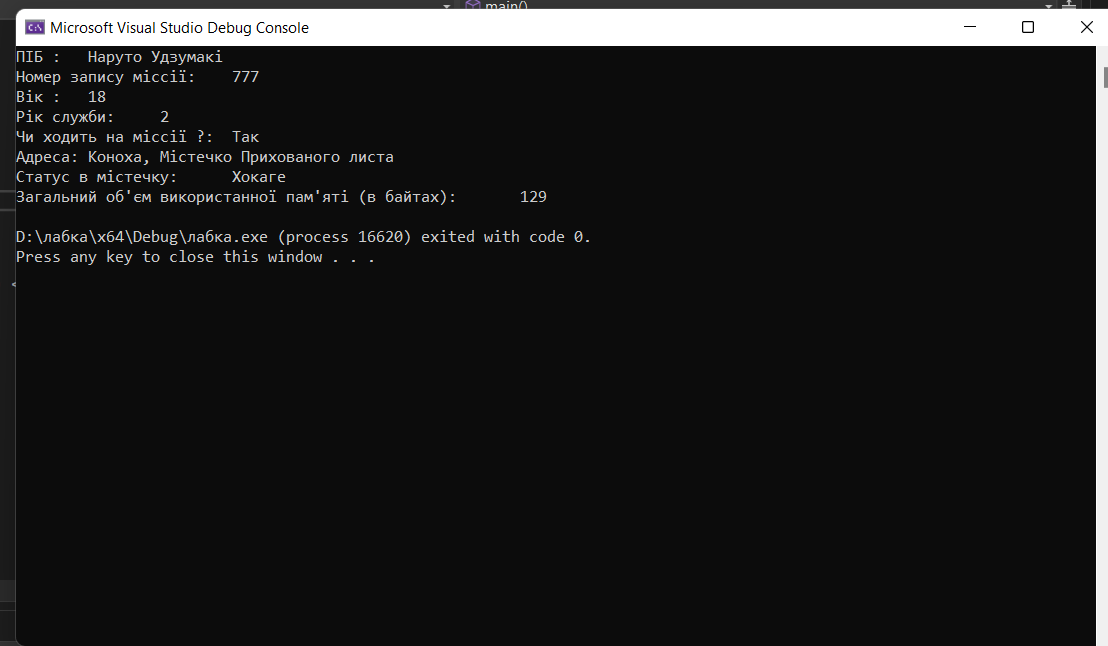 main()
Microsoft Visual Studio Debug Console
ПІБ :   Наруто Удзумакі
Номер запису міссії:    777
Вік :   18
Рік служби:     2
Чи ходить на міссії ?:  Так
Адреса: Коноха, Містечко Прихованого листа
Статус в містечку:      Хокаге
Загальний об'єм використанної пам'яті (в байтах):       129
D:\лабка\x64\Debug\лабка.exe (process 16620) exited with code 0.
Press any key to close this window . . .